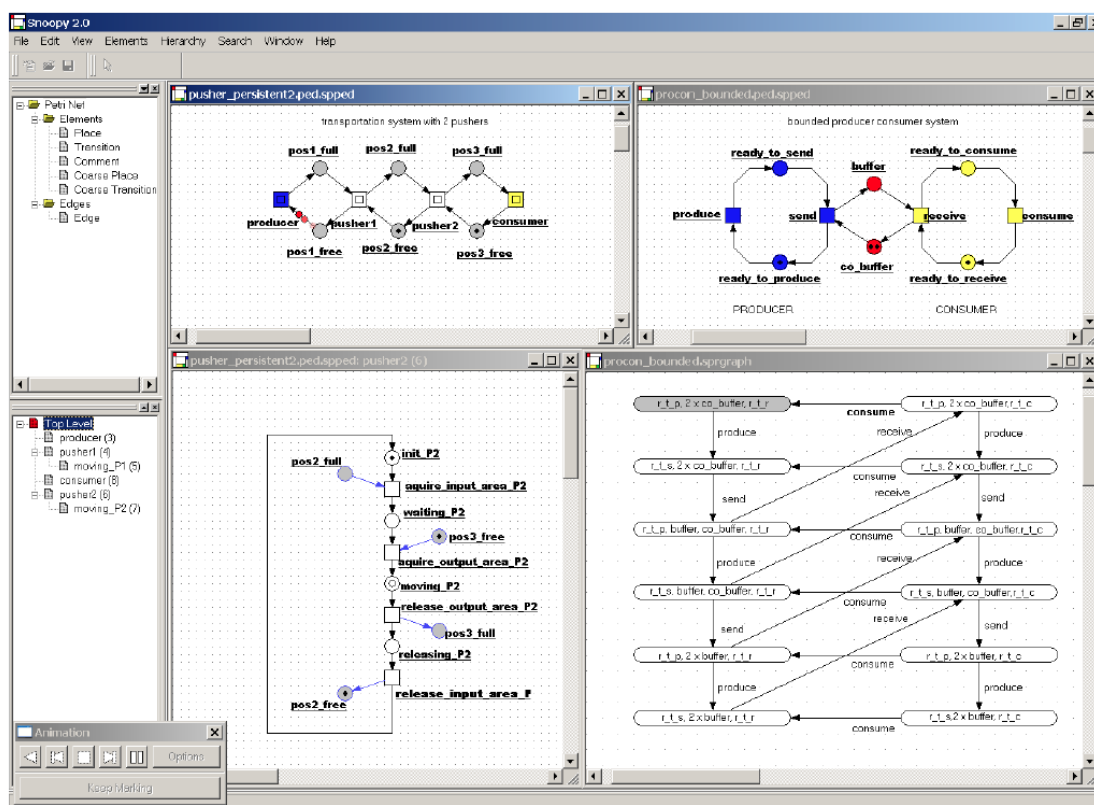 Snoopy 2.0
File Edit View Elements Hierarchy Search Window Help
Petri Net
Elements
Place
Transition
Comment
Coarse Place
Coarse Transition
Edges
Edge
Top Level
producer (3)
pusher1 (4)
moving_P1 (5)
consumer (8)
pusher2 (6)
moving_P2 (7)
Animation
Options
Keep Marking
pusher_persistent2.ped.spped
transportation system with 2 pushers
pos1_full pos2_full pos3_full
producer pusher1 pusher2 consumer
pos1_free pos2_free pos3_free
procon_bounded.ped.spped
bounded producer consumer system
ready_to_send buffer ready_to_consume
produce send receive consume
ready_to_produce co_buffer ready_to_receive
PRODUCER CONSUMER
pusher_persistent2.ped.spped: pusher2 (6)
init_P2
pos2_full
aquire_input_area_P2
waiting_P2
pos3_free
aquire_output_area_P2
moving_P2
release_output_area_P2
pos3_full
releasing_P2
release_input_area_P
pos2_free
procon_bounded.sprgraph
r_t_p, 2 x co_buffer, r_t_r consume r_t_p, 2 x co_buffer, r_t_c
produce receive produce
r_t_s, 2 x co_buffer, r_t_r consume r_t_s, 2 x co_buffer, r_t_c
send receive send
r_t_p, buffer, co_buffer, r_t_r consume r_t_p, buffer, co_buffer,r_t_c
produce receive produce
r_t_s, buffer, co_buffer, r_t_r consume r_t_s, buffer, co_buffer,r_t_c
send receive send
r_t_p, 2 x buffer, r_t_r consume r_t_p, 2 x buffer, r_t_c
produce produce
r_t_s, 2 x buffer, r_t_r consume r_t_s,2 x buffer, r_t_c